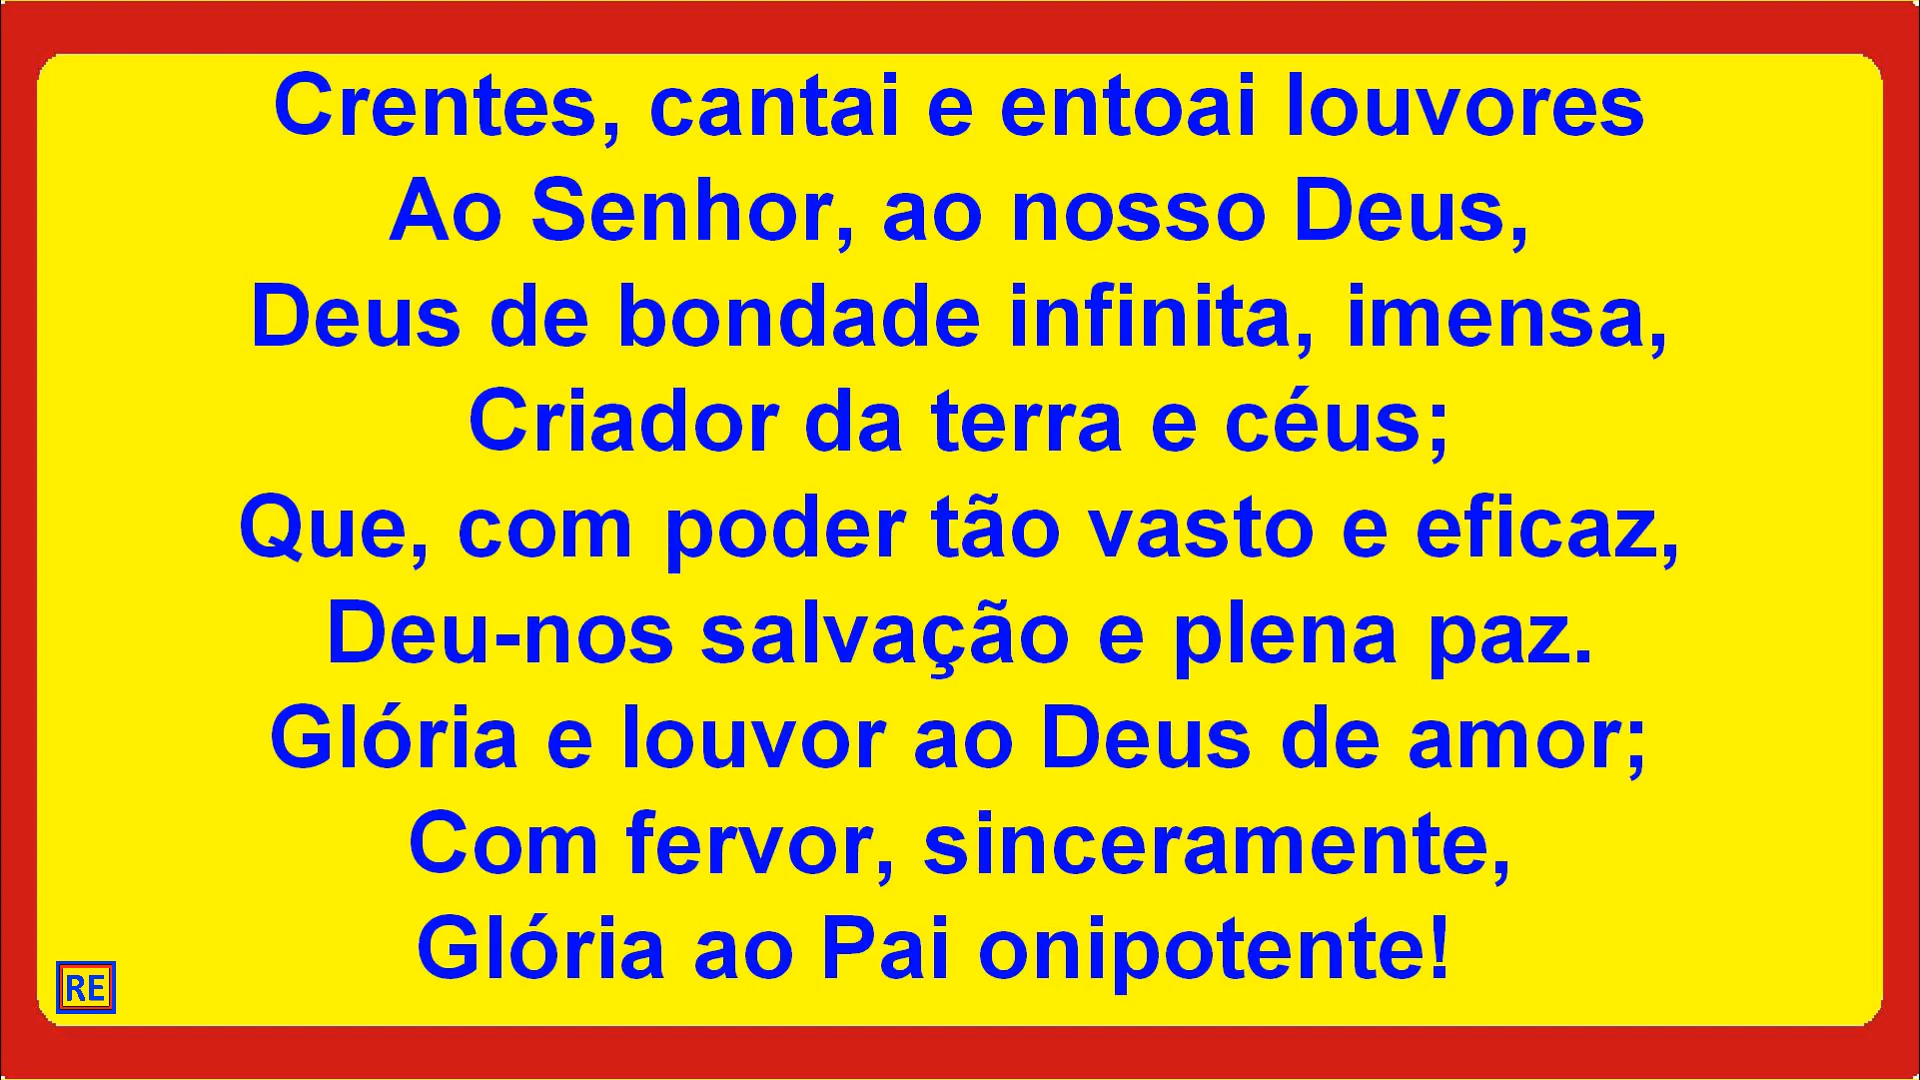 Crentes, cantai e entoai louvores
Ao Senhor, ao nosso Deus,
Deus de bondade infinita, imensa,
Criador da terra e céus;
Que, com poder tão vasto e eficaz,
Deu-nos salvação e plena paz.
Glória e louvor ao Deus de amor;
Com fervor, sinceramente,
Glória ao Pai onipotente!
RE